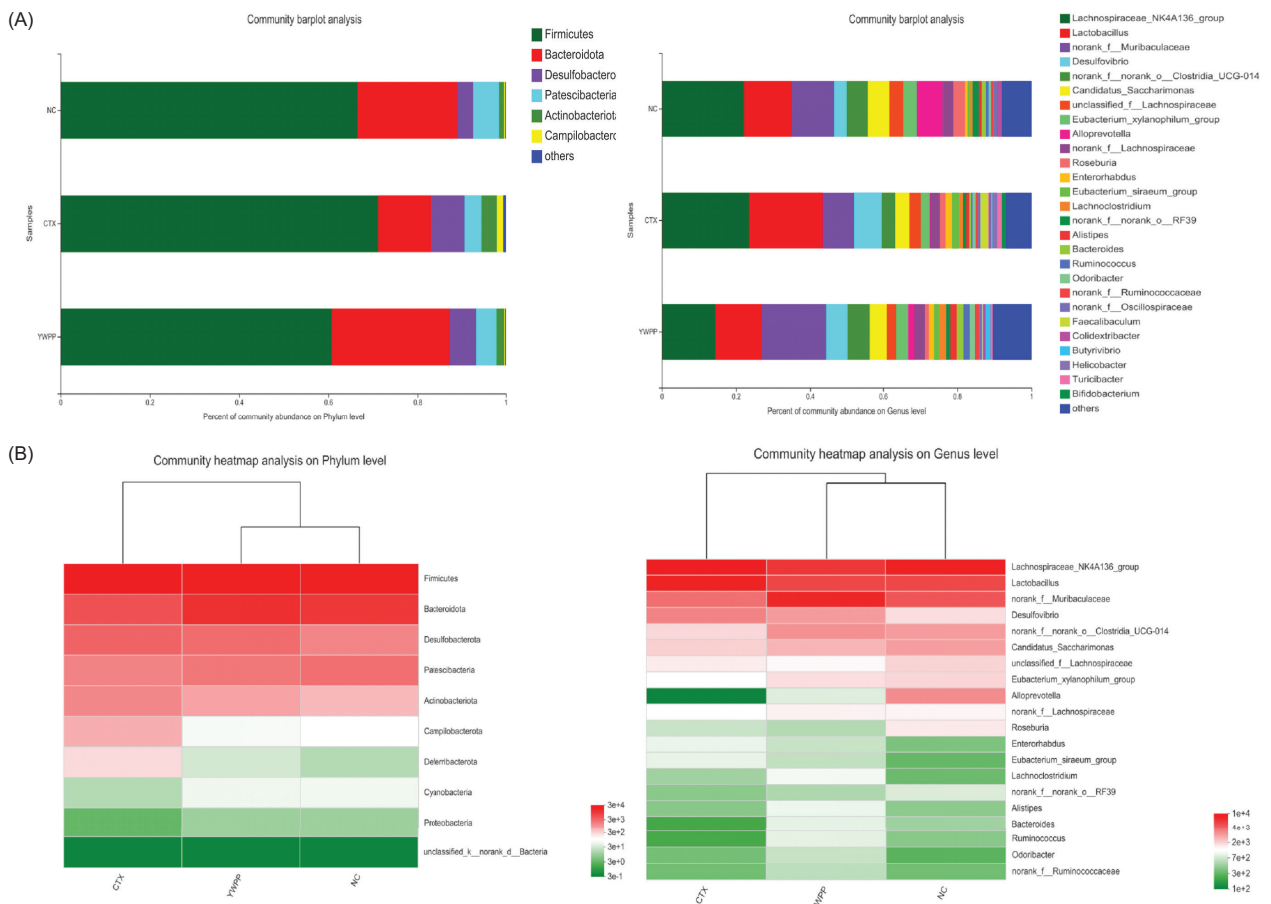 (A)
Community barplot analysis
Firmicutes
Bacteroidota
Desulfobactero
Patescibacteria
Actinobacteriota
Campilobactero
others
NC
CTX
YWPP
Samples
0
0.2
0.4
0.6
0.8
1
Percent of community abundance on Phylum level
Community barplot analysis
Lachnospiraceae_NK4A136_group
Lactobacillus
norank_f__Muribaculaceae
Desulfovibrio
norank_f__norank_o__Clostridia_UCG-014
Candidatus_Saccharimonas
unclassified_f__Lachnospiraceae
Eubacterium_xylanophilum_group
Alloprevotella
norank_f__Lachnospiraceae
Roseburia
Enterorhabdus
Eubacterium_siraeum_group
Lachnoclostridium
norank_f__norank_o__RF39
Alistipes
Bacteroides
Ruminococcus
Odoribacter
norank_f__Ruminococcaceae
norank_f__Oscillospiraceae
Faecalibaculum
Colidextribacter
Butyrivibrio
Helicobacter
Turicibacter
Bifidobacterium
others
NC
CTX
YWPP
Samples
0
0.2
0.4
0.6
0.8
1
Percent of community abundance on Genus level
(B)
Community heatmap analysis on Phylum level
Firmicutes
Bacteroidota
Desulfobacterota
Patescibacteria
Actinobacteriota
Campilobacterota
Deferribacterota
Cyanobacteria
Proteobacteria
unclassified_k__norank_d__Bacteria
CTX
YWPP
NC
3e+4
3e+3
3e+2
3e+1
3e+0
3e-1
Community heatmap analysis on Genus level
Lachnospiraceae_NK4A136_group
Lactobacillus
norank_f__Muribaculaceae
Desulfovibrio
norank_f__norank_o__Clostridia_UCG-014
Candidatus_Saccharimonas
unclassified_f__Lachnospiraceae
Eubacterium_xylanophilum_group
Alloprevotella
norank_f__Lachnospiraceae
Roseburia
Enterorhabdus
Eubacterium_siraeum_group
Lachnoclostridium
norank_f__norank_o__RF39
Alistipes
Bacteroides
Ruminococcus
Odoribacter
norank_f__Ruminococcaceae
CTX
WPP
NC
1e+4
4e+3
2e+3
7e+2
3e+2
1e+2